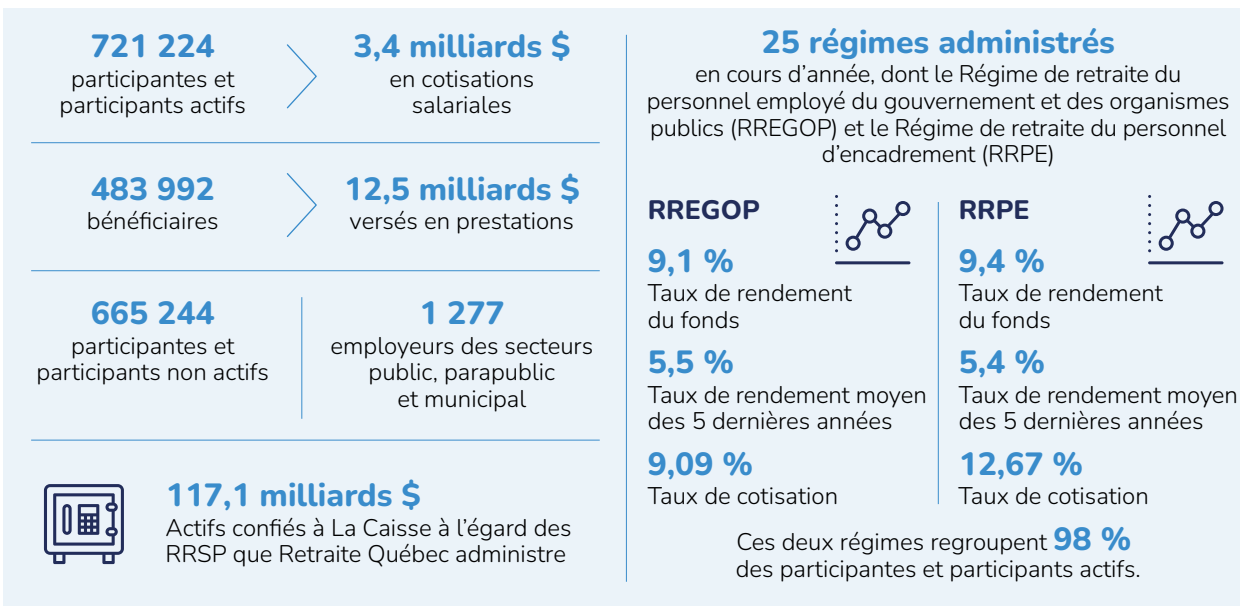 721 224
participantes et
participants actifs
3,4 milliards $
en cotisations
salariales
483 992
bénéficiaires
12,5 milliards $
versés en prestations
665 244
participantes et
participants non actifs
1 277
employeurs des secteurs
public, parapublic
et municipal
117,1 milliards $
Actifs confiés à La Caisse à l’égard des
RRSP que Retraite Québec administre
25 régimes administrés
en cours d’année, dont le Régime de retraite du
personnel employé du gouvernement et des organismes
publics (RREGOP) et le Régime de retraite du personnel
d’encadrement (RRPE)
RREGOP
9,1 %
Taux de rendement
du fonds
5,5 %
Taux de rendement moyen
des 5 dernières années
9,09 %
Taux de cotisation
RRPE
9,4 %
Taux de rendement
du fonds
5,4 %
Taux de rendement moyen
des 5 dernières années
12,67 %
Taux de cotisation
Ces deux régimes regroupent 98 %
des participantes et participants actifs.